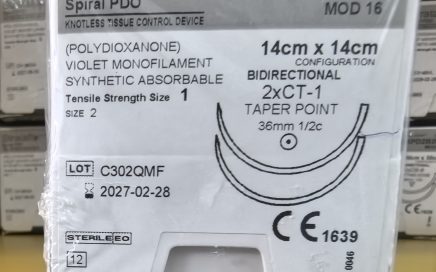 Spiral PDO
MOD 16
KNOTLESS TISSUE CONTROL DEVICE
(POLYDIOXANONE)
VIOLET MONOFILAMENT
SYNTHETIC ABSORBABLE
Tensile Strength Size 1
SIZE 2
14cm x 14cm
CONFIGURATION
BIDIRECTIONAL
2xCT-1
TAPER POINT
36mm 1/2c
LOT C302QMF
2027-02-28
STERILE EO
12
CE 1639
0046